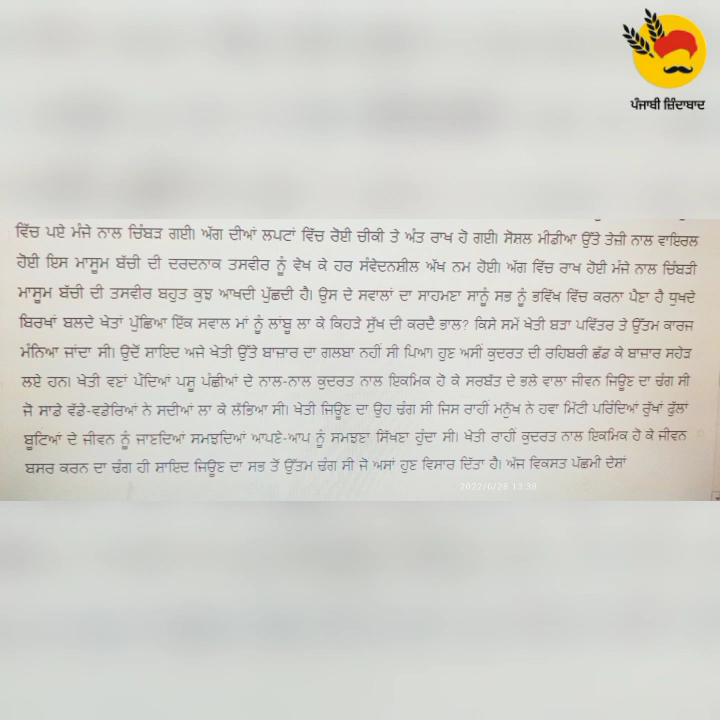 ਪੰਜਾਬੀ ਜ਼ਿੰਦਾਬਾਦ
ਵਿੱਚ ਪਏ ਮੰਜੇ ਨਾਲ ਚਿੰਬੜ ਗਈ। ਅੱਗ ਦੀਆਂ ਲਪਟਾਂ ਵਿੱਚ ਰੋਈ ਚੀਕੀ ਤੇ ਅੰਤ ਰਾਖ ਹੋ ਗਈ। ਸੋਸ਼ਲ ਮੀਡੀਆ ਉੱਤੇ ਤੇਜ਼ੀ ਨਾਲ ਵਾਇਰਲ
ਹੋਈ ਇਸ ਮਾਸੂਮ ਬੱਚੀ ਦੀ ਦਰਦਨਾਕ ਤਸਵੀਰ ਨੂੰ ਵੇਖ ਕੇ ਹਰ ਸੰਵੇਦਨਸ਼ੀਲ ਅੱਖ ਨਮ ਹੋਈ। ਅੱਗ ਵਿੱਚ ਰਾਖ ਹੋਈ ਮੰਜੇ ਨਾਲ ਚਿੰਬੜੀ
ਮਾਸੂਮ ਬੱਚੀ ਦੀ ਤਸਵੀਰ ਬਹੁਤ ਕੁਝ ਆਖਦੀ ਪੁੱਛਦੀ ਹੈ। ਉਸ ਦੇ ਸਵਾਲਾਂ ਦਾ ਸਾਹਮਣਾ ਸਾਨੂੰ ਸਭ ਨੂੰ ਭਵਿੱਖ ਵਿੱਚ ਕਰਨਾ ਪੈਣਾ ਹੈ ਧੁਖਦੇ
ਬਿਰਖਾਂ ਬਲਦੇ ਖੇਤਾਂ ਪੁੱਛਿਆ ਇੱਕ ਸਵਾਲ ਮਾਂ ਨੂੰ ਲਾਂਬੂ ਲਾ ਕੇ ਕਿਹੜੇ ਸੁੱਖ ਦੀ ਕਰਦੈ ਭਾਲ? ਕਿਸੇ ਸਮੇਂ ਖੇਤੀ ਬੜਾ ਪਵਿੱਤਰ ਤੇ ਉੱਤਮ ਕਾਰਜ
ਮੰਨਿਆ ਜਾਂਦਾ ਸੀ। ਉਦੋਂ ਸ਼ਾਇਦ ਅਜੇ ਖੇਤੀ ਉੱਤੇ ਬਾਜ਼ਾਰ ਦਾ ਗਲਬਾ ਨਹੀਂ ਸੀ ਪਿਆ। ਹੁਣ ਅਸੀਂ ਕੁਦਰਤ ਦੀ ਰਹਿਬਰੀ ਛੱਡ ਕੇ ਬਾਜ਼ਾਰ ਸਹੇੜ
ਲਏ ਹਨ। ਖੇਤੀ ਵਣਾਂ ਪੌਦਿਆਂ ਪਸ਼ੂ ਪੰਛੀਆਂ ਦੇ ਨਾਲ-ਨਾਲ ਕੁਦਰਤ ਨਾਲ ਇਕਮਿਕ ਹੋ ਕੇ ਸਰਬੱਤ ਦੇ ਭਲੇ ਵਾਲਾ ਜੀਵਨ ਜਿਊਣ ਦਾ ਢੰਗ ਸੀ
ਜੋ ਸਾਡੇ ਵੱਡੇ-ਵਡੇਰਿਆਂ ਨੇ ਸਦੀਆਂ ਲਾ ਕੇ ਲੱਭਿਆ ਸੀ। ਖੇਤੀ ਜਿਊਣ ਦਾ ਉਹ ਢੰਗ ਸੀ ਜਿਸ ਰਾਹੀਂ ਮਨੁੱਖ ਨੇ ਹਵਾ ਮਿੱਟੀ ਪਰਿੰਦਿਆਂ ਰੁੱਖਾਂ ਫੁੱਲਾਂ
ਬੂਟਿਆਂ ਦੇ ਜੀਵਨ ਨੂੰ ਜਾਣਦਿਆਂ ਸਮਝਦਿਆਂ ਆਪਣੇ-ਆਪ ਨੂੰ ਸਮਝਣਾ ਸਿੱਖਣਾ ਹੁੰਦਾ ਸੀ। ਖੇਤੀ ਰਾਹੀਂ ਕੁਦਰਤ ਨਾਲ ਇਕਮਿਕ ਹੋ ਕੇ ਜੀਵਨ
ਬਸਰ ਕਰਨ ਦਾ ਢੰਗ ਹੀ ਸ਼ਾਇਦ ਜਿਊਣ ਦਾ ਸਭ ਤੋਂ ਉੱਤਮ ਢੰਗ ਸੀ ਜੋ ਅਸਾਂ ਹੁਣ ਵਿਸਾਰ ਦਿੱਤਾ ਹੈ। ਅੱਜ ਵਿਕਸਤ ਪੱਛਮੀ ਦੇਸ਼ਾਂ
2022/6/28 13:38